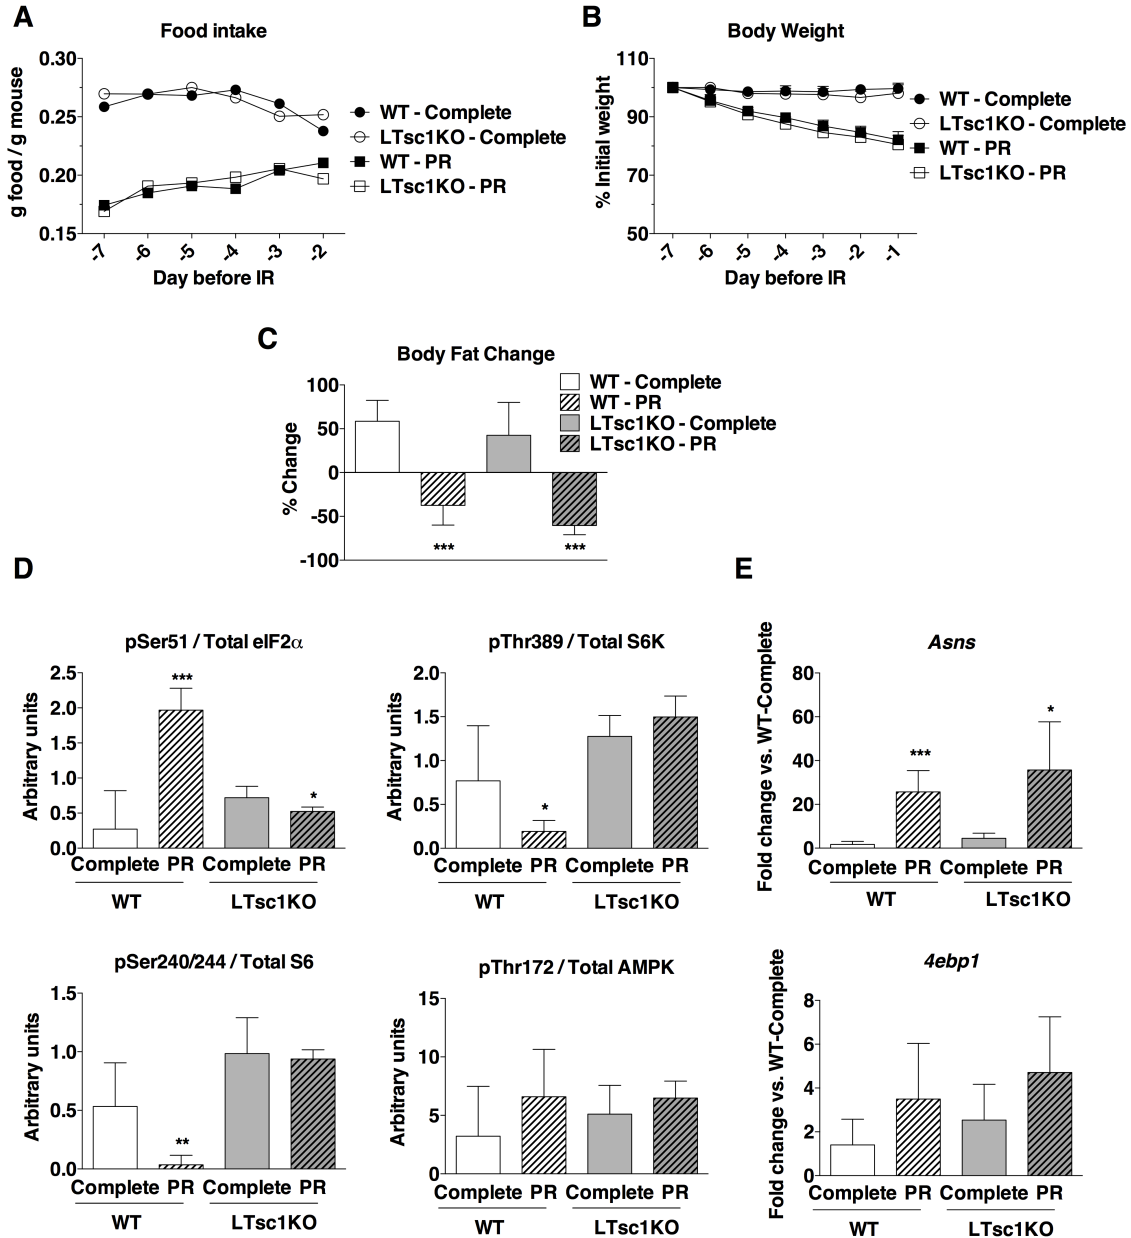 A
Food intake
g food / g mouse
0.30
0.25
0.20
0.15
-7 -6 -5 -4 -3 -2
Day before IR
WT - Complete
LTsc1KO - Complete
WT - PR
LTsc1KO - PR
B
Body Weight
% Initial weight
110
90
70
50
-7 -6 -5 -4 -3 -2 -1
Day before IR
WT - Complete
LTsc1KO - Complete
WT - PR
LTsc1KO - PR
C
Body Fat Change
% Change
100
50
0
-50
-100
*** ***
WT - Complete
WT - PR
LTsc1KO - Complete
LTsc1KO - PR
D
pSer51 / Total eIF2α
Arbitrary units
2.5
2.0
1.5
1.0
0.5
0.0
*** *
Complete PR Complete PR
WT LTsc1KO
pThr389 / Total S6K
Arbitrary units
2.0
1.5
1.0
0.5
0.0
*
Complete PR Complete PR
WT LTsc1KO
pSer240/244 / Total S6
Arbitrary units
1.5
1.0
0.5
0.0
**
Complete PR Complete PR
WT LTsc1KO
pThr172 / Total AMPK
Arbitrary units
15
10
5
0
Complete PR Complete PR
WT LTsc1KO
E
Asns
Fold change vs. WT-Complete
80
60
40
20
0
*** *
Complete PR Complete PR
WT LTsc1KO
4ebp1
Fold change vs. WT-Complete
8
6
4
2
0
Complete PR Complete PR
WT LTsc1KO